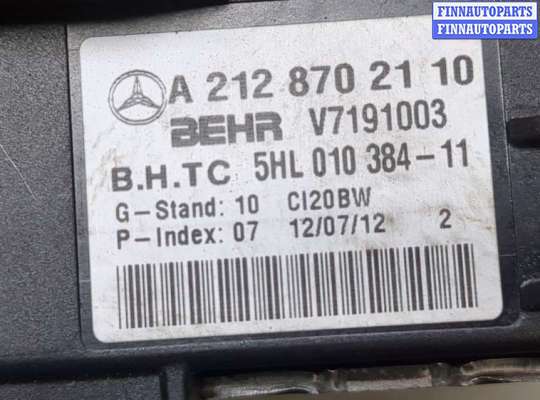 FINNAUTOPARTS
FINNAUTOPARTS
A 212 870 21 10
BEHR V7191003
B.H.TC 5HL 010 384-11
G-Stand: 10 CI20BW
P-Index: 07 12/07/12 2